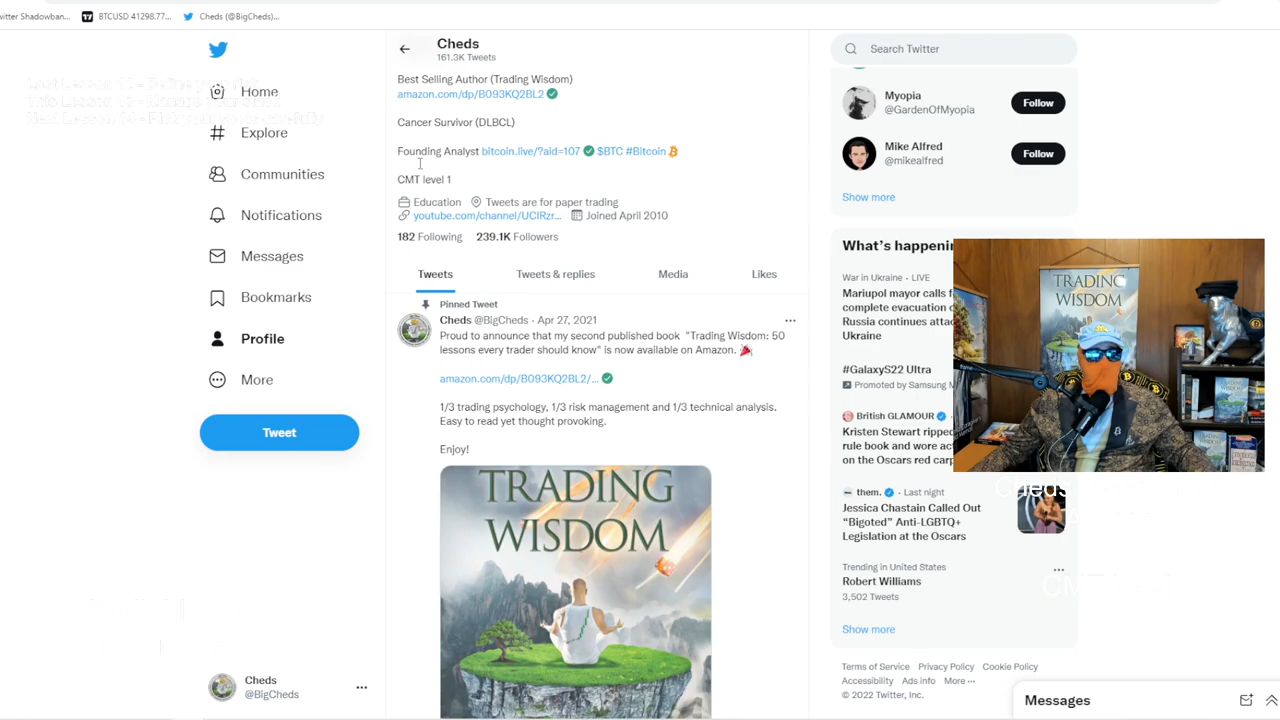 witter Shadowban...
BTCUSD 41298.77...
Cheds (@BigCheds)...
Cheds
161.3K Tweets
Search Twitter
Best Selling Author (Trading Wisdom)
amazon.com/dp/B093KQ2BL2
Cancer Survivor (DLBCL)
Founding Analyst bitcoin.live/?aid=107 $BTC #Bitcoin
CMT level 1
Education Tweets are for paper trading
youtube.com/channel/UCIRzr... Joined April 2010
182 Following 239.1K Followers
Tweets Tweets & replies Media Likes
Home
Explore
Communities
Notifications
Messages
Bookmarks
Profile
More
Tweet
Cheds
@BigCheds
Pinned Tweet
Cheds @BigCheds · Apr 27, 2021
Proud to announce that my second published book "Trading Wisdom: 50
lessons every trader should know" is now available on Amazon.
amazon.com/dp/B093KQ2BL2/...
1/3 trading psychology, 1/3 risk management and 1/3 technical analysis.
Easy to read yet thought provoking.
Enjoy!
TRADING
WISDOM
Myopia
@GardenOfMyopia
Follow
Mike Alfred
@mikealfred
Follow
Show more
What's happenin
War in Ukraine · LIVE
Mariupol mayor calls f
complete evacuation o
Russia continues attac
Ukraine
#GalaxyS22 Ultra
Promoted by Samsung M
British GLAMOUR
Kristen Stewart ripped
rule book and wore ac
on the Oscars red carp
them. · Last night
Jessica Chastain Called Out
"Bigoted" Anti-LGBTQ+
Legislation at the Oscars
Trending in United States
Robert Williams
3,502 Tweets
Show more
Terms of Service Privacy Policy Cookie Policy
Accessibility Ads info More ...
© 2022 Twitter, Inc.
Messages
TRADING
WISDOM
Cheds